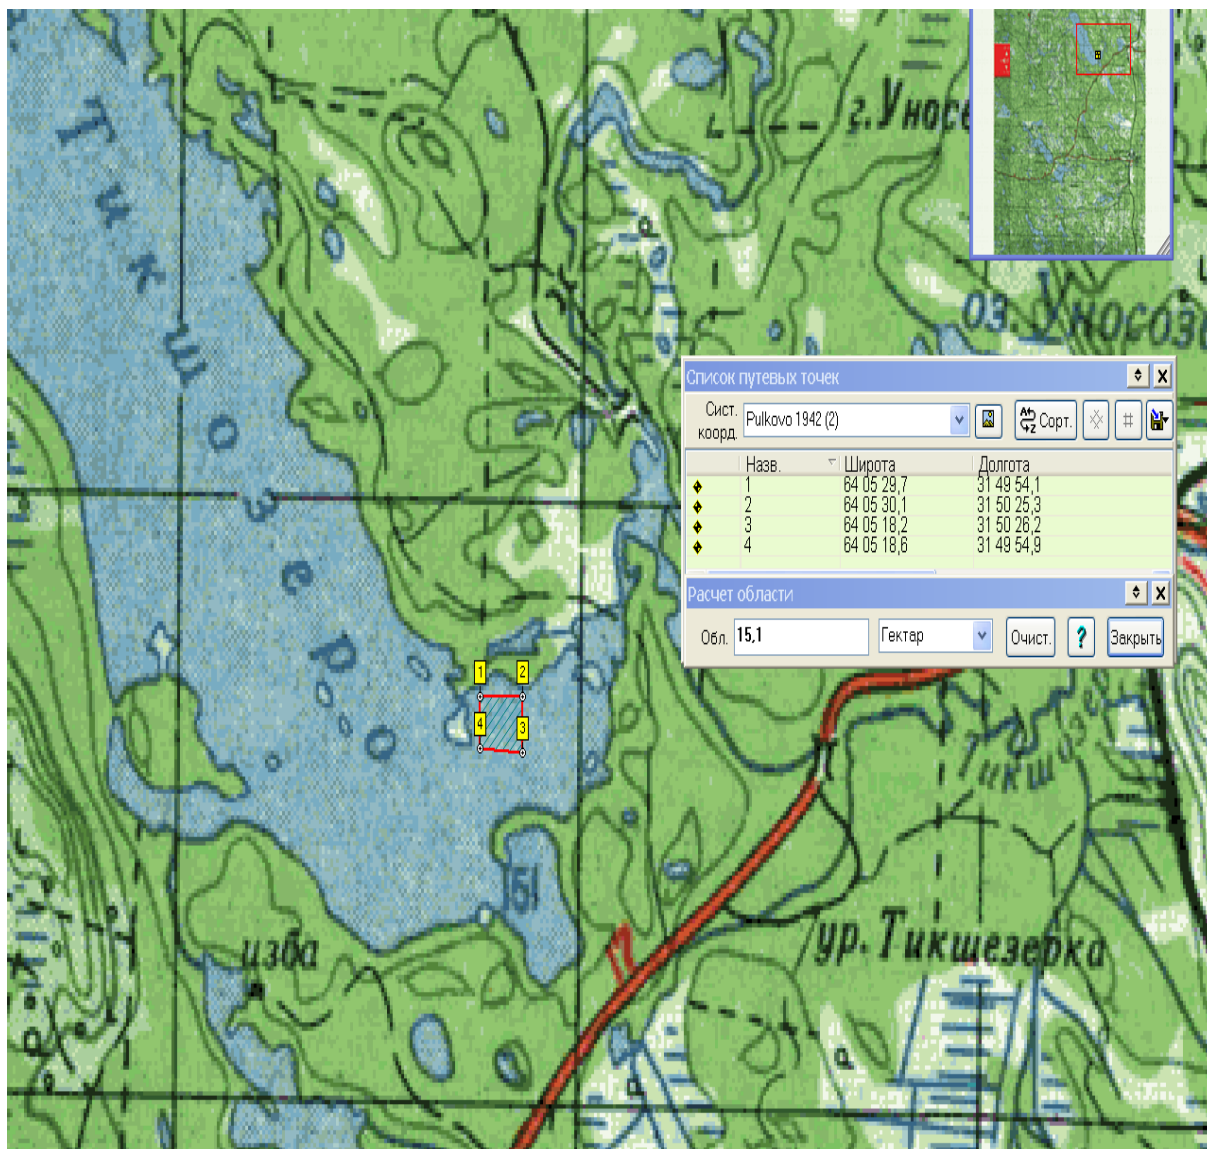 Тикшозеро
г. Уносе
оз. Уносоз
Список путевых точек
Сист. коорд. Pulkovo 1942 (2) Сорт.
Назв. Широта Долгота
1 64 05 29,7 31 49 54,1
2 64 05 30,1 31 50 25,3
3 64 05 18,2 31 50 26,2
4 64 05 18,6 31 49 54,9
Расчет области
Обл. 15,1 Гектар Очист. ? Закрыть
1 2
4 3
151
изба
ур. Тикшезерка